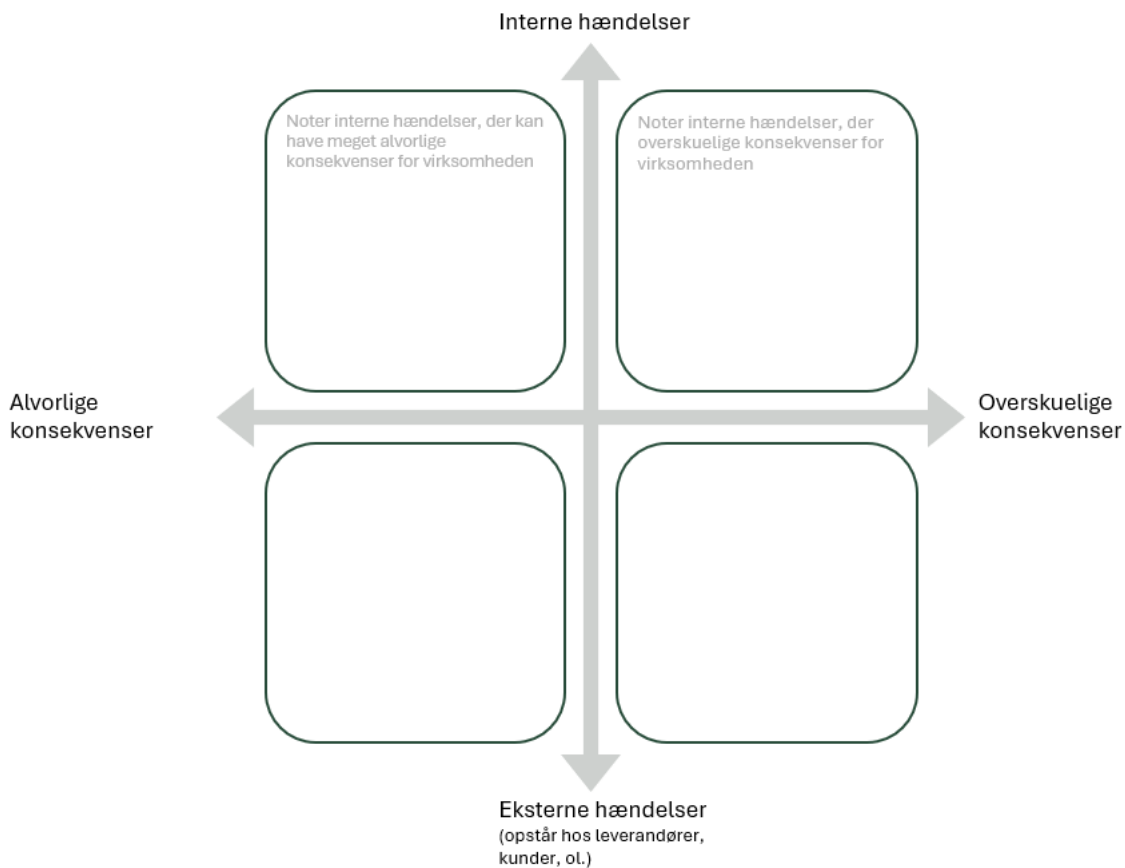 Interne hændelser
Noter interne hændelser, der kan
have meget alvorlige
konsekvenser for virksomheden
Noter interne hændelser, der
overskuelige konsekvenser for
virksomheden
Alvorlige
konsekvenser
Overskuelige
konsekvenser
Eksterne hændelser
(opstår hos leverandører,
kunder, ol.)